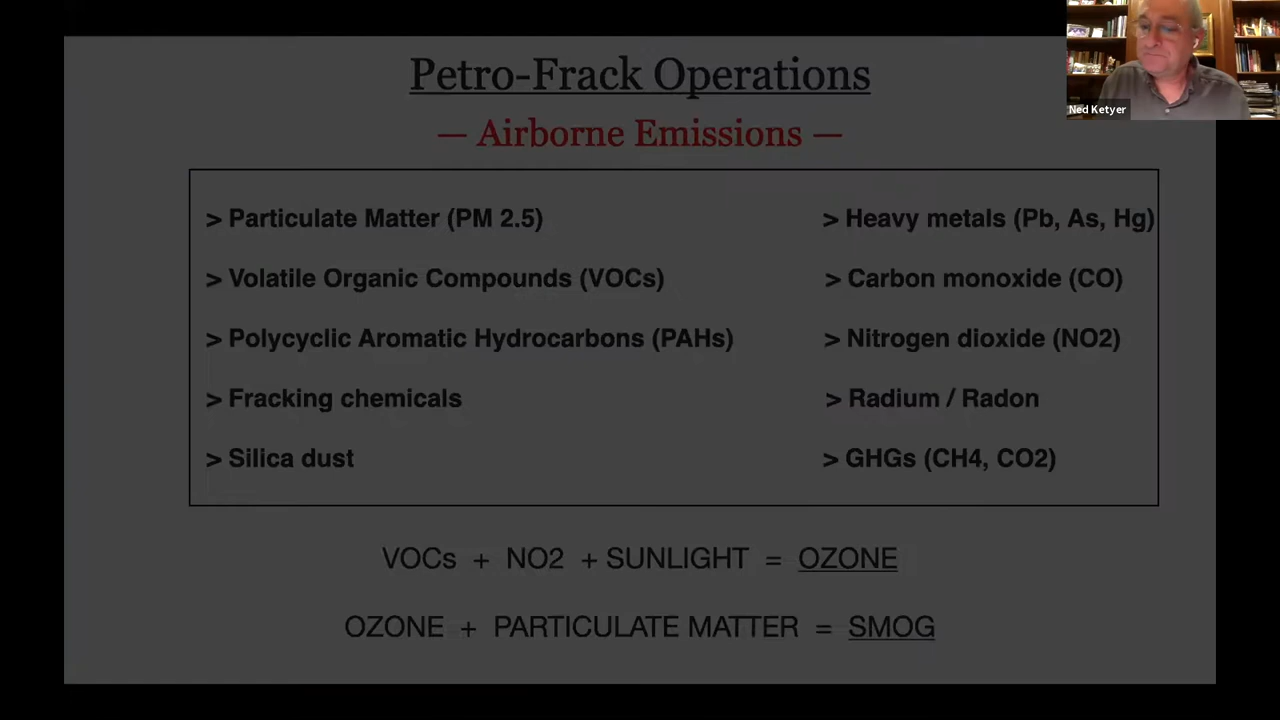 Petro-Frack Operations
— Airborne Emissions —
> Particulate Matter (PM 2.5)
> Volatile Organic Compounds (VOCs)
> Polycyclic Aromatic Hydrocarbons (PAHs)
> Fracking chemicals
> Silica dust
> Heavy metals (Pb, As, Hg)
> Carbon monoxide (CO)
> Nitrogen dioxide (NO2)
> Radium / Radon
> GHGs (CH4, CO2)
VOCs + NO2 + SUNLIGHT = OZONE
OZONE + PARTICULATE MATTER = SMOG
Ned Ketyer